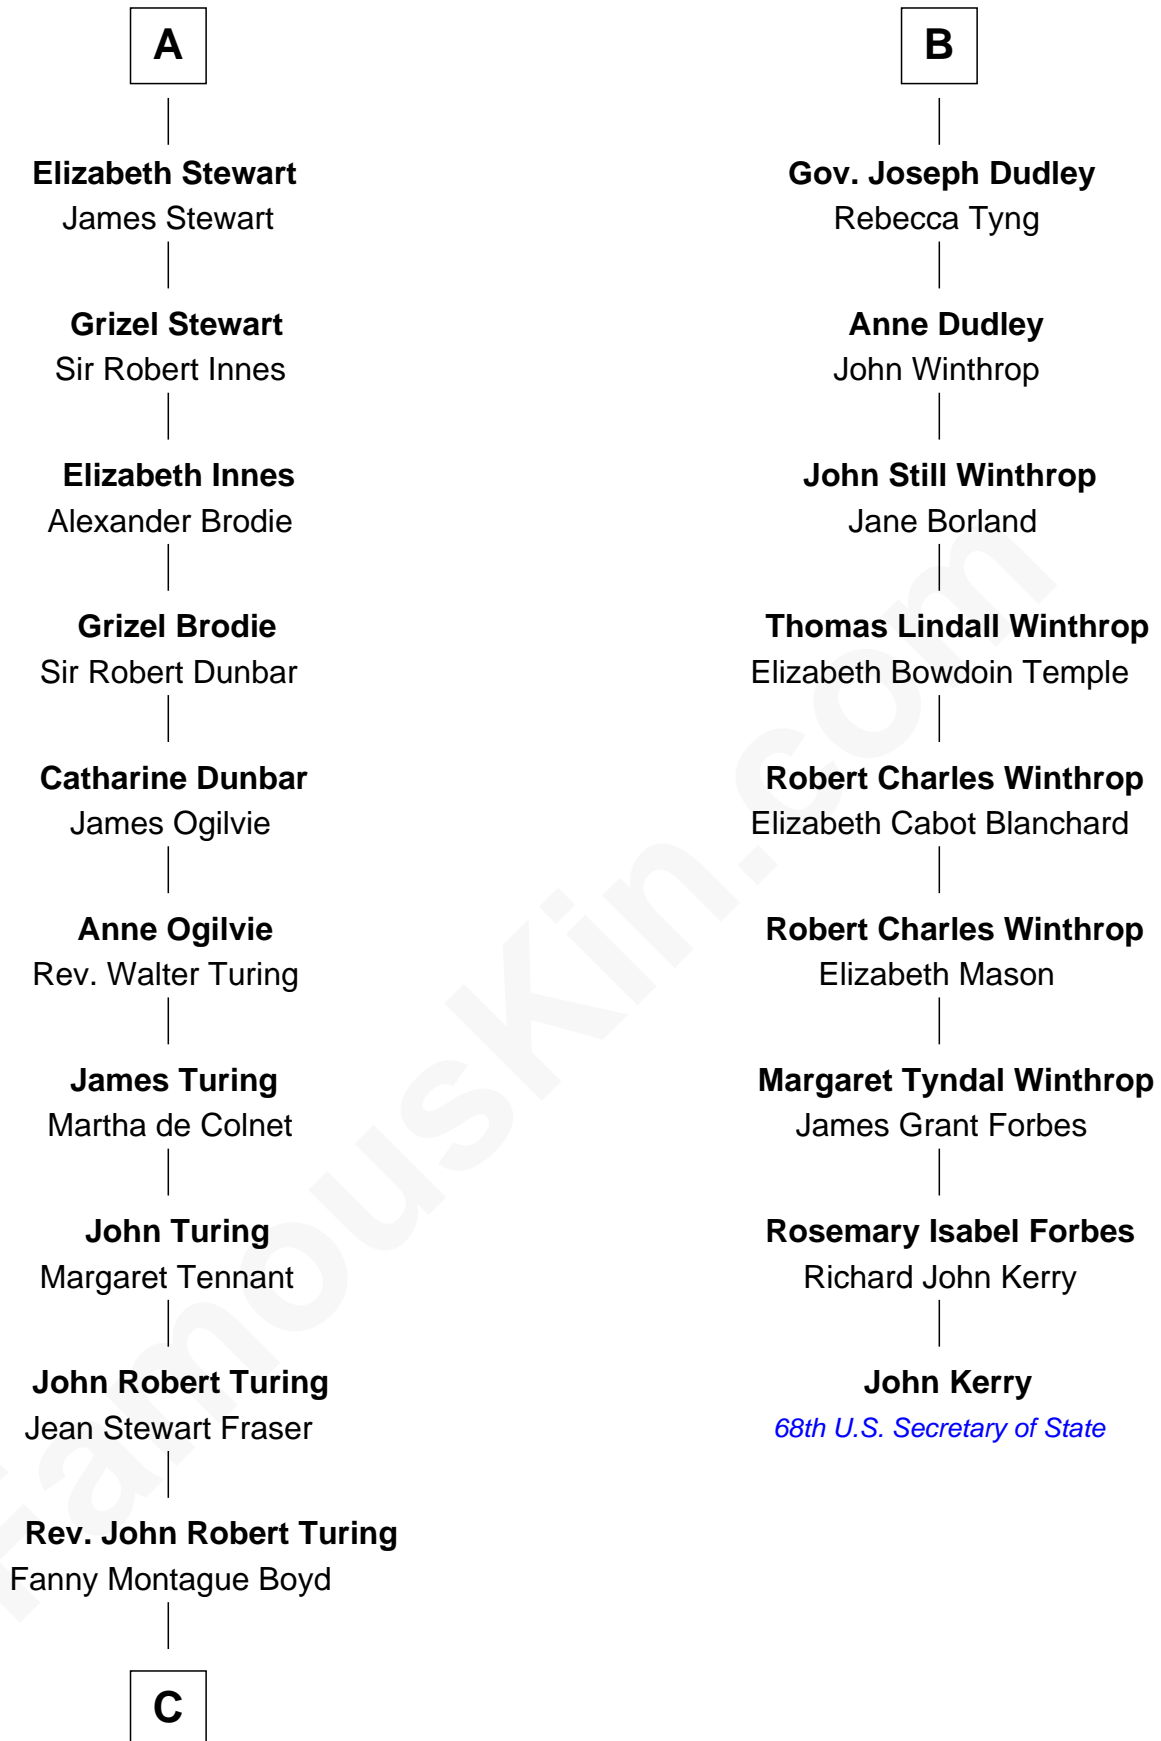 A
Elizabeth Stewart
James Stewart
Grizel Stewart
Sir Robert Innes
Elizabeth Innes
Alexander Brodie
Grizel Brodie
Sir Robert Dunbar
Catharine Dunbar
James Ogilvie
Anne Ogilvie
Rev. Walter Turing
James Turing
Martha de Colnet
John Turing
Margaret Tennant
John Robert Turing
Jean Stewart Fraser
Rev. John Robert Turing
Fanny Montague Boyd
C
B
Gov. Joseph Dudley
Rebecca Tyng
Anne Dudley
John Winthrop
John Still Winthrop
Jane Borland
Thomas Lindall Winthrop
Elizabeth Bowdoin Temple
Robert Charles Winthrop
Elizabeth Cabot Blanchard
Robert Charles Winthrop
Elizabeth Mason
Margaret Tyndal Winthrop
James Grant Forbes
Rosemary Isabel Forbes
Richard John Kerry
John Kerry
68th U.S. Secretary of State
FamousKin.com